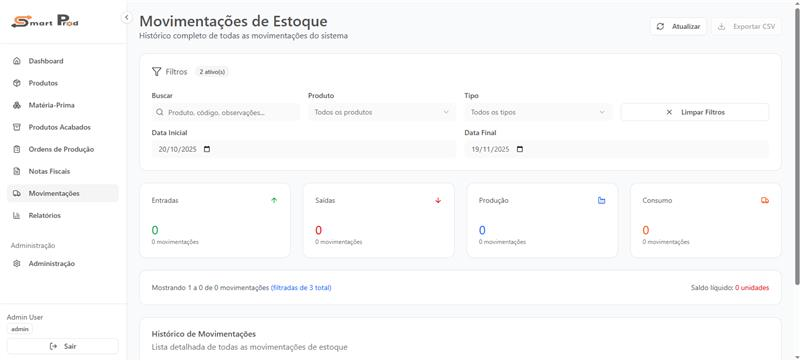 Smart Prod
Dashboard
Produtos
Matéria-Prima
Produtos Acabados
Ordens de Produção
Notas Fiscais
Movimentações
Relatórios
Administração
Administração
Admin User
admin
Sair
Movimentações de Estoque
Histórico completo de todas as movimentações do sistema
Atualizar
Exportar CSV
Filtros 2 ativo(s)
Buscar
Produto, código, observações...
Produto
Todos os produtos
Tipo
Todos os tipos
Limpar Filtros
Data Inicial
20/10/2025
Data Final
19/11/2025
Entradas
0
0 movimentações
Saídas
0
0 movimentações
Produção
0
0 movimentações
Consumo
0
0 movimentações
Mostrando 1 a 0 de 0 movimentações (filtradas de 3 total)
Saldo líquido: 0 unidades
Histórico de Movimentações
Lista detalhada de todas as movimentações de estoque